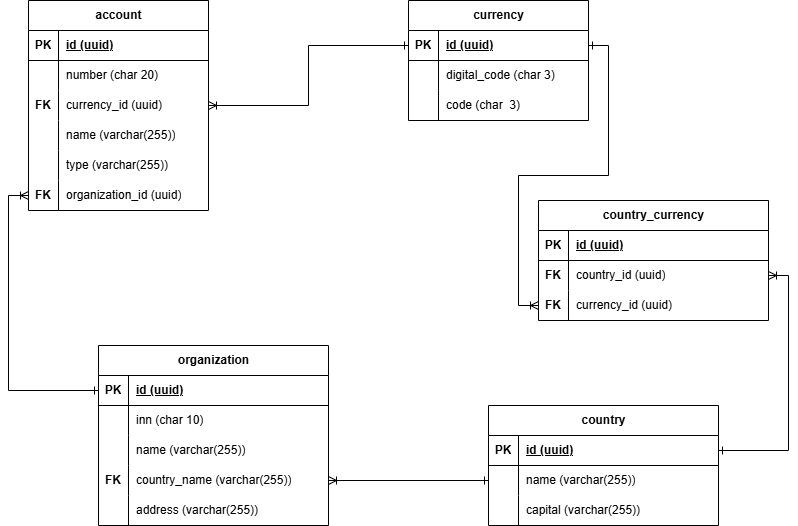 account
PK id (uuid)
number (char 20)
FK currency_id (uuid)
name (varchar(255))
type (varchar(255))
FK organization_id (uuid)
currency
PK id (uuid)
digital_code (char 3)
code (char  3)
country_currency
PK id (uuid)
FK country_id (uuid)
FK currency_id (uuid)
organization
PK id (uuid)
inn (char 10)
name (varchar(255))
FK country_name (varchar(255))
address (varchar(255))
country
PK id (uuid)
name (varchar(255))
capital (varchar(255))